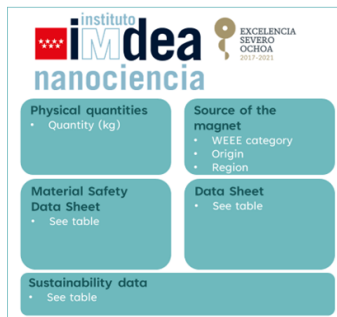 instituto
imdea
nanociencia
EXCELENCIA
SEVERO
OCHOA
2017-2021
Physical quantities
• Quantity (kg)
Source of the
magnet
• WEEE category
• Origin
• Region
Material Safety
Data Sheet
• See table
Data Sheet
• See table
Sustainability data
• See table